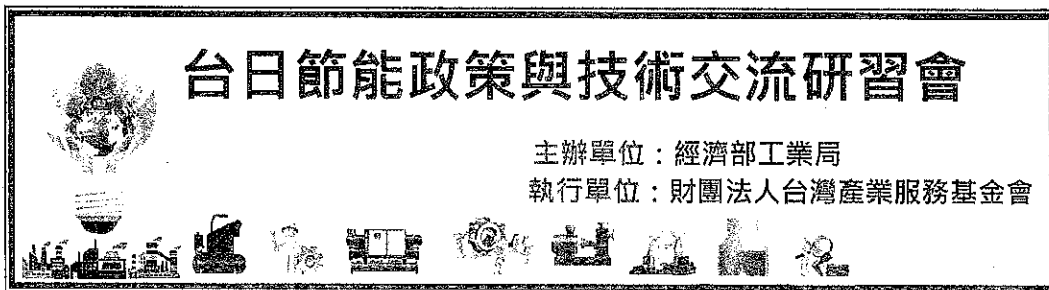 台日節能政策與技術交流研習會
主辦單位：經濟部工業局
執行單位：財團法人台灣產業服務基金會